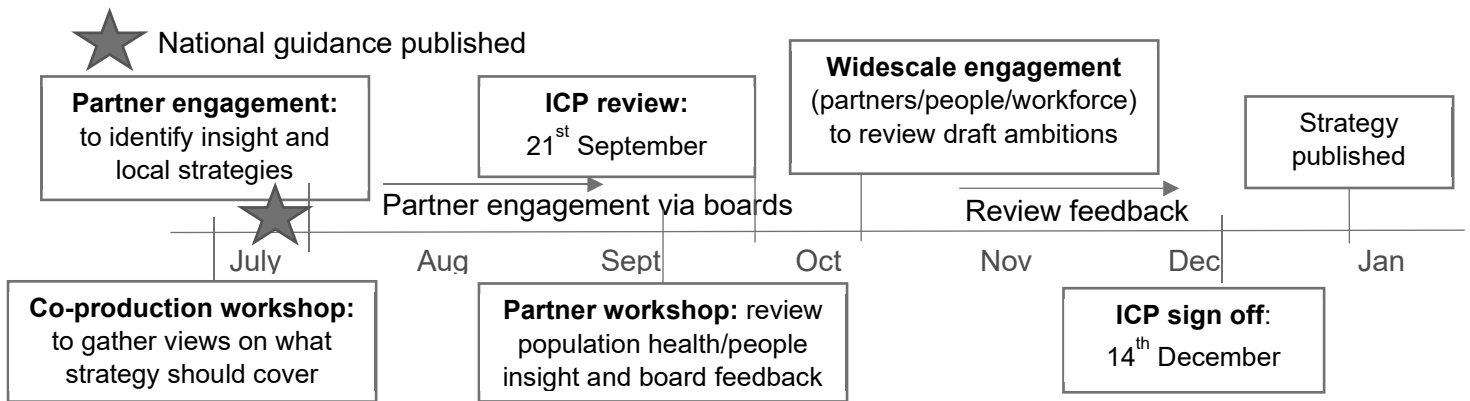 National guidance published
Partner engagement:
to identify insight and
local strategies
ICP review:
21st September
Widescale engagement
(partners/people/workforce)
to review draft ambitions
Strategy
published
Partner engagement via boards
Review feedback
July Aug Sept Oct Nov Dec Jan
Co-production workshop:
to gather views on what
strategy should cover
Partner workshop: review
population health/people
insight and board feedback
ICP sign off:
14th December